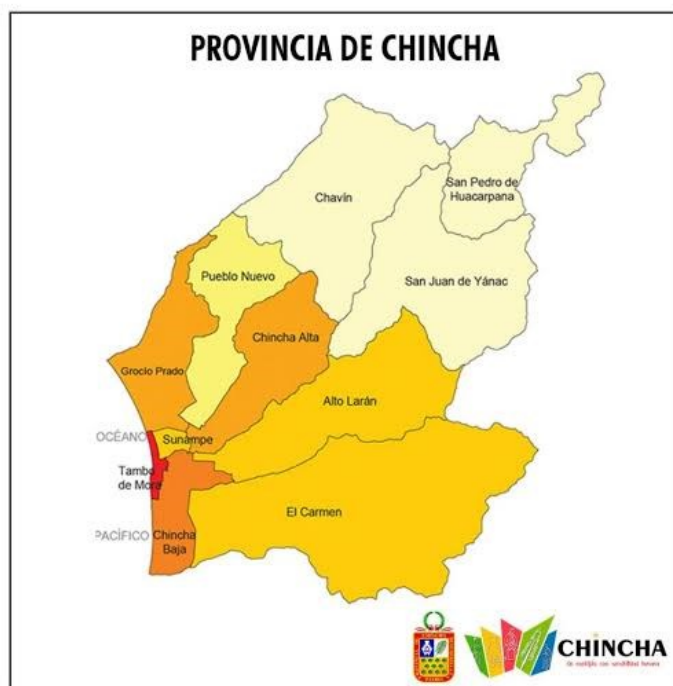 PROVINCIA DE CHINCHA
Chavín
San Pedro de
Huacarpana
San Juan de Yánac
Pueblo Nuevo
Chincha Alta
Groclo Prado
Alto Larán
OCÉANO
Sunampe
Tambo
de Mora
El Carmen
PACÍFICO
Chincha
Baja
CHINCHA